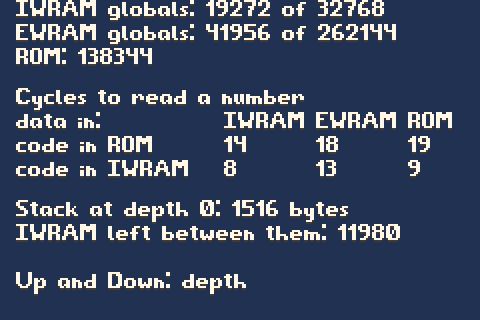 IWRAM globals: 19272 of 32768
EWRAM globals: 41956 of 262144
ROM: 138344
Cycles to read a number
data in: IWRAM EWRAM ROM
code in ROM 14 18 19
code in IWRAM 8 13 9
Stack at depth 0: 1516 bytes
IWRAM left between them: 11980
Up and Down: depth